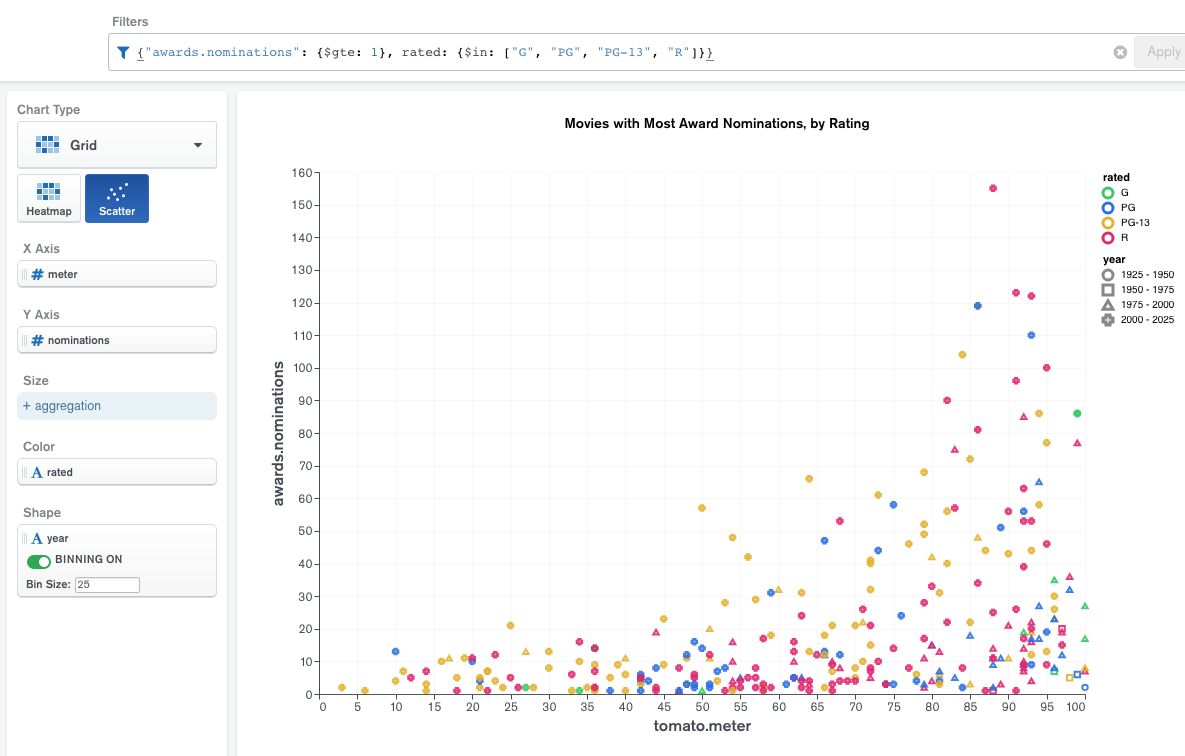 Filters
{"awards.nominations": {$gte: 1}, rated: {$in: ["G", "PG", "PG-13", "R"]}}
Apply
Chart Type
Grid
Heatmap
Scatter
X Axis
# meter
Y Axis
# nominations
Size
+ aggregation
Color
A rated
Shape
A year
BINNING ON
Bin Size: 25
Movies with Most Award Nominations, by Rating
awards.nominations
160
150
140
130
120
110
100
90
80
70
60
50
40
30
20
10
0
0 5 10 15 20 25 30 35 40 45 50 55 60 65 70 75 80 85 90 95 100
tomato.meter
rated
G
PG
PG-13
R
year
1925 - 1950
1950 - 1975
1975 - 2000
2000 - 2025